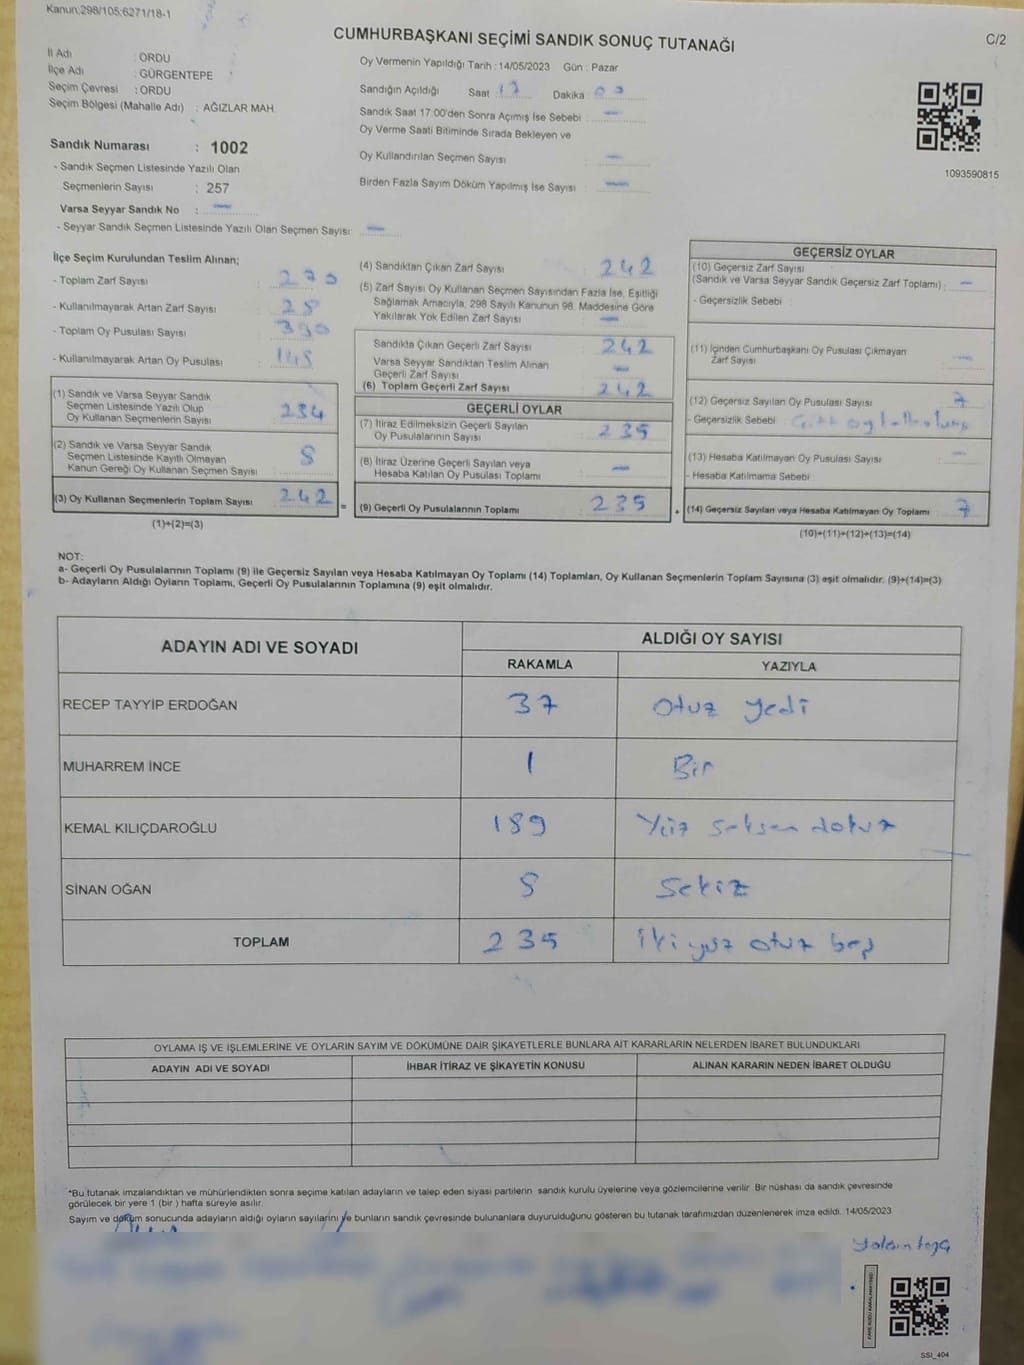 Kanun:298/105;6271/18-1
CUMHURBAŞKANI SEÇİMİ SANDIK SONUÇ TUTANAĞI
C/2
İl Adı : ORDU
İlçe Adı : GÜRGENTEPE
Seçim Çevresi : ORDU
Seçim Bölgesi (Mahalle Adı) : AĞIZLAR MAH.
Sandık Numarası : 1002
- Sandık Seçmen Listesinde Yazılı Olan
Seçmenlerin Sayısı : 257
Varsa Seyyar Sandık No : —
- Seyyar Sandık Seçmen Listesinde Yazılı Olan Seçmen Sayısı: —
Oy Vermenin Yapıldığı Tarih : 14/05/2023 Gün : Pazar
Sandığın Açıldığı Saat 17 Dakika 00
Sandık Saat 17:00'den Sonra Açımış İse Sebebi : —
Oy Verme Saati Bitiminde Sırada Bekleyen ve
Oy Kullandırılan Seçmen Sayısı : —
Birden Fazla Sayım Döküm Yapılmış İse Sayısı : —
1093590815
İlçe Seçim Kurulundan Teslim Alınan;
- Toplam Zarf Sayısı : 270
- Kullanılmayarak Artan Zarf Sayısı : 28
- Toplam Oy Pusulası Sayısı : 390
- Kullanılmayarak Artan Oy Pusulası : 148
(1) Sandık ve Varsa Seyyar Sandık
Seçmen Listesinde Yazılı Olup
Oy Kullanan Seçmenlerin Sayısı : 234
(2) Sandık ve Varsa Seyyar Sandık
Seçmen Listesinde Kayıtlı Olmayan
Kanun Gereği Oy Kullanan Seçmen Sayısı : 8
(3) Oy Kullanan Seçmenlerin Toplam Sayısı : 242
(1)+(2)=(3)
(4) Sandıktan Çıkan Zarf Sayısı : 242
(5) Zarf Sayısı Oy Kullanan Seçmen Sayısından Fazla İse, Eşitliği
Sağlamak Amacıyla, 298 Sayılı Kanunun 98. Maddesine Göre
Yakılarak Yok Edilen Zarf Sayısı : —
Sandıkta Çıkan Geçerli Zarf Sayısı : 242
Varsa Seyyar Sandıktan Teslim Alınan
Geçerli Zarf Sayısı : —
(6) Toplam Geçerli Zarf Sayısı : 242
GEÇERLİ OYLAR
(7) İtiraz Edilmeksizin Geçerli Sayılan
Oy Pusulalarının Sayısı : 235
(8) İtiraz Üzerine Geçerli Sayılan veya
Hesaba Katılan Oy Pusulası Toplamı : —
= (9) Geçerli Oy Pusulalarının Toplamı : 235
GEÇERSİZ OYLAR
(10) Geçersiz Zarf Sayısı
(Sandık ve Varsa Seyyar Sandık Geçersiz Zarf Toplamı) : —
- Geçersizlik Sebebi :
(11) İçinden Cumhurbaşkanı Oy Pusulası Çıkmayan
Zarf Sayısı : —
(12) Geçersiz Sayılan Oy Pusulası Sayısı : 7
- Geçersizlik Sebebi :
(13) Hesaba Katılmayan Oy Pusulası Sayısı : —
- Hesaba Katılmama Sebebi :
+ (14) Geçersiz Sayılan veya Hesaba Katılmayan Oy Toplamı : 7
(10)+(11)+(12)+(13)=(14)
NOT:
a- Geçerli Oy Pusulalarının Toplamı (9) ile Geçersiz Sayılan veya Hesaba Katılmayan Oy Toplamı (14) Toplamları, Oy Kullanan Seçmenlerin Toplam Sayısına (3) eşit olmalıdır. (9)+(14)=(3)
b- Adayların Aldığı Oyların Toplamı, Geçerli Oy Pusulalarının Toplamına (9) eşit olmalıdır.
ADAYIN ADI VE SOYADI
ALDIĞI OY SAYISI
RAKAMLA YAZIYLA
RECEP TAYYİP ERDOĞAN 37 Otuz yedi
MUHARREM İNCE 1 Bir
KEMAL KILIÇDAROĞLU 189 Yüz seksen dokuz
SİNAN OĞAN 8 Sekiz
TOPLAM 235 iki yüz otuz beş
OYLAMA İŞ VE İŞLEMLERİNE VE OYLARIN SAYIM VE DÖKÜMÜNE DAİR ŞİKAYETLERLE BUNLARA AİT KARARLARIN NELERDEN İBARET BULUNDUKLARI
ADAYIN ADI VE SOYADI İHBAR İTİRAZ VE ŞİKAYETİN KONUSU ALINAN KARARIN NEDEN İBARET OLDUĞU
*Bu tutanak imzalandıktan ve mühürlendikten sonra seçime katılan adayların ve talep eden siyasi partilerin sandık kurulu üyelerine veya gözlemcilerine verilir. Bir nüshası da sandık çevresinde
görülecek bir yere 1 (bir ) hafta süreyle asılır.
Sayım ve döküm sonucunda adayların aldığı oyların sayılarını ve bunların sandık çevresinde bulunanlara duyurulduğunu gösteren bu tutanak tarafımızdan düzenlenerek imza edildi. 14/05/2023
SSI_404